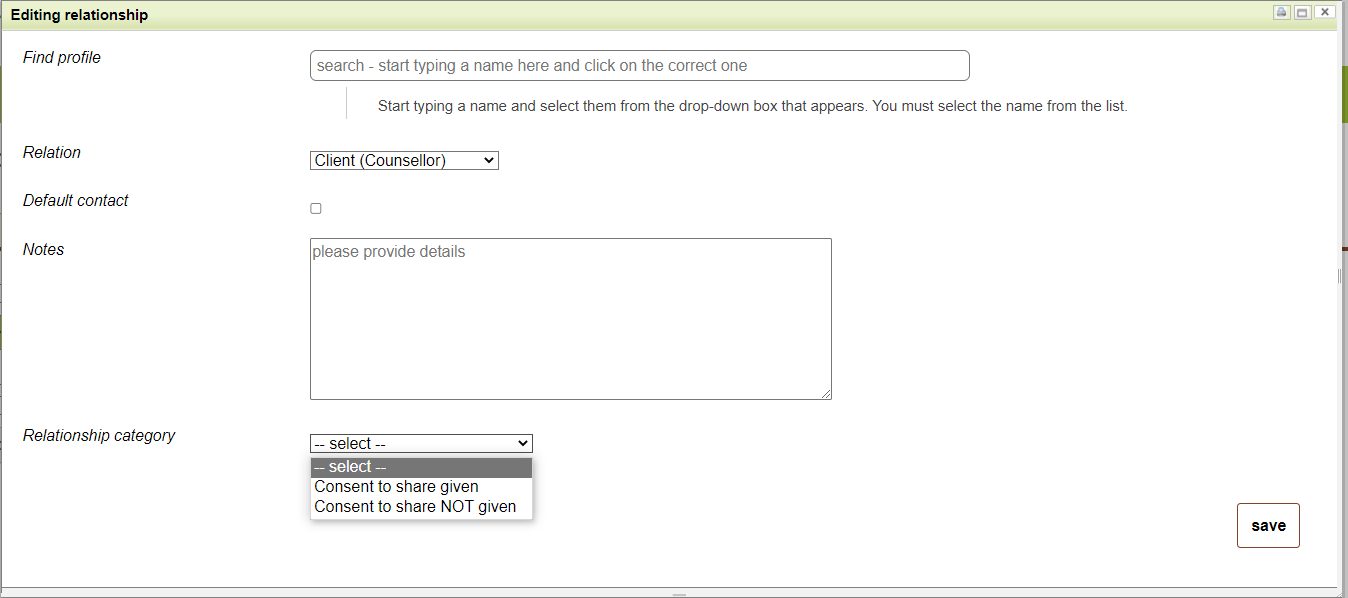 Editing relationship
Find profile
search - start typing a name here and click on the correct one
Start typing a name and select them from the drop-down box that appears. You must select the name from the list.
Relation
Client (Counsellor)
Default contact
Notes
please provide details
Relationship category
-- select --
-- select --
Consent to share given
Consent to share NOT given
save